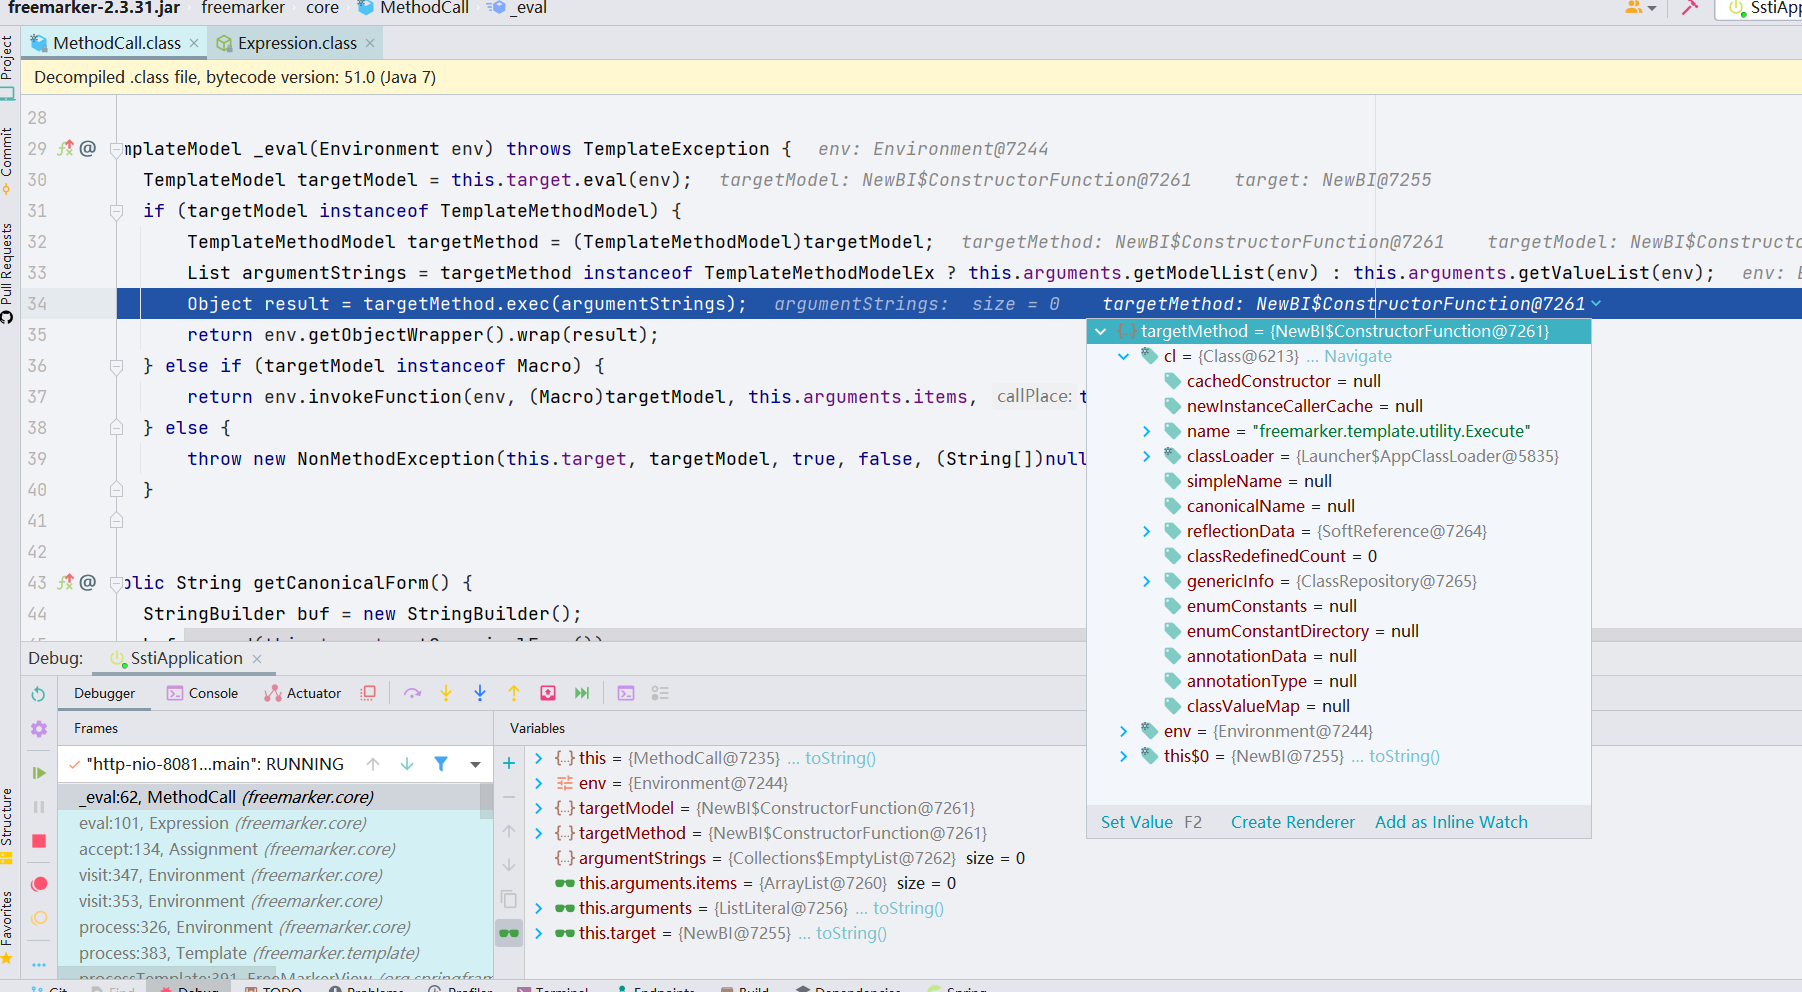 freemarker-2.3.31.jar freemarker core MethodCall _eval SstiApp
MethodCall.class × Expression.class ×
Decompiled .class file, bytecode version: 51.0 (Java 7)
28
29 mplateModel _eval(Environment env) throws TemplateException { env: Environment@7244
30 TemplateModel targetModel = this.target.eval(env); targetModel: NewBI$ConstructorFunction@7261 target: NewBI@7255
31 if (targetModel instanceof TemplateMethodModel) {
32 TemplateMethodModel targetMethod = (TemplateMethodModel)targetModel; targetMethod: NewBI$ConstructorFunction@7261 targetModel: NewBI$Constru
33 List argumentStrings = targetMethod instanceof TemplateMethodModelEx ? this.arguments.getModelList(env) : this.arguments.getValueList(env); env: E
34 Object result = targetMethod.exec(argumentStrings); argumentStrings: size = 0 targetMethod: NewBI$ConstructorFunction@7261
35 return env.getObjectWrapper().wrap(result);
36 } else if (targetModel instanceof Macro) {
37 return env.invokeFunction(env, (Macro)targetModel, this.arguments.items, callPlace: t
38 } else {
39 throw new NonMethodException(this.target, targetModel, true, false, (String[])null
40 }
41
42
43 blic String getCanonicalForm() {
44 StringBuilder buf = new StringBuilder();
targetMethod = {NewBI$ConstructorFunction@7261}
cl = {Class@6213} ... Navigate
cachedConstructor = null
newInstanceCallerCache = null
name = "freemarker.template.utility.Execute"
classLoader = {Launcher$AppClassLoader@5835}
simpleName = null
canonicalName = null
reflectionData = {SoftReference@7264}
classRedefinedCount = 0
genericInfo = {ClassRepository@7265}
enumConstants = null
enumConstantDirectory = null
annotationData = null
annotationType = null
classValueMap = null
env = {Environment@7244}
this$0 = {NewBI@7255} ... toString()
Set Value F2 Create Renderer Add as Inline Watch
Project
Commit
Pull Requests
Structure
Favorites
Debug: SstiApplication ×
Debugger Console Actuator
Frames
"http-nio-8081...main": RUNNING
_eval:62, MethodCall (freemarker.core)
eval:101, Expression (freemarker.core)
accept:134, Assignment (freemarker.core)
visit:347, Environment (freemarker.core)
visit:353, Environment (freemarker.core)
process:326, Environment (freemarker.core)
process:383, Template (freemarker.template)
processTemplate:391, FreeMarkerView (org.springfram
Variables
this = {MethodCall@7235} ... toString()
env = {Environment@7244}
targetModel = {NewBI$ConstructorFunction@7261}
targetMethod = {NewBI$ConstructorFunction@7261}
argumentStrings = {Collections$EmptyList@7262} size = 0
this.arguments.items = {ArrayList@7260} size = 0
this.arguments = {ListLiteral@7256} ... toString()
this.target = {NewBI@7255} ... toString()
Git Find Debug TODO Problems Profiler Terminal Endpoints Build Dependencies Spring